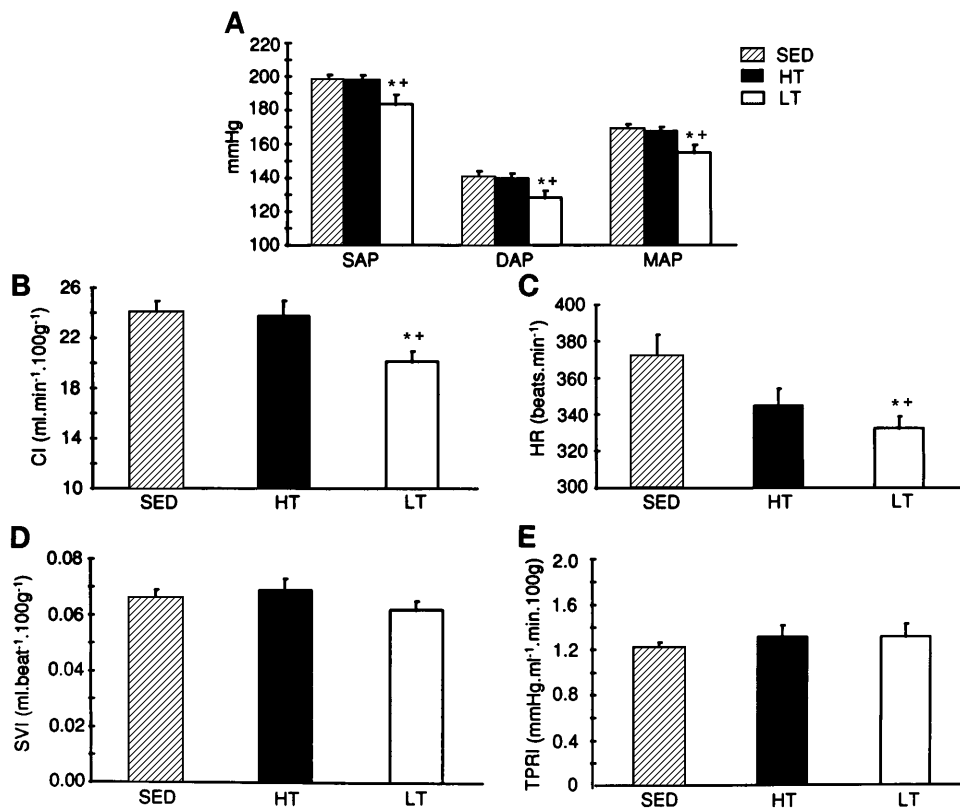 A
220
200
180
160
140
120
100
mmHg
*+
*+
*+
SAP DAP MAP
SED
HT
LT
B
26
22
18
14
10
CI (ml.min⁻¹.100g⁻¹)
*+
SED HT LT
C
400
380
360
340
320
300
HR (beats.min⁻¹)
*+
SED HT LT
D
0.08
0.06
0.04
0.02
0.00
SVI (ml.beat⁻¹.100g⁻¹)
SED HT LT
E
2.0
1.6
1.2
0.8
0.4
0
TPRI (mmHg.ml⁻¹.min.100g)
SED HT LT